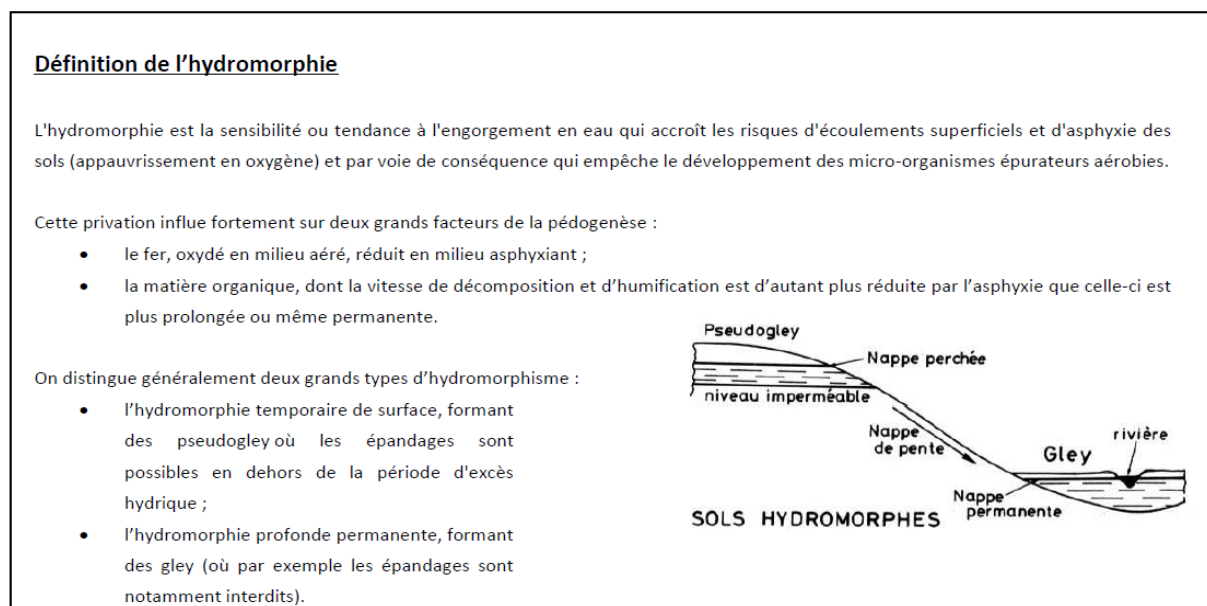 Définition de l'hydromorphie
L'hydromorphie est la sensibilité ou tendance à l'engorgement en eau qui accroît les risques d'écoulements superficiels et d'asphyxie des
sols (appauvrissement en oxygène) et par voie de conséquence qui empêche le développement des micro-organismes épurateurs aérobies.
Cette privation influe fortement sur deux grands facteurs de la pédogenèse :
• le fer, oxydé en milieu aéré, réduit en milieu asphyxiant ;
• la matière organique, dont la vitesse de décomposition et d'humification est d'autant plus réduite par l'asphyxie que celle-ci est
plus prolongée ou même permanente.
On distingue généralement deux grands types d'hydromorphisme :
• l'hydromorphie temporaire de surface, formant
des pseudogley où les épandages sont
possibles en dehors de la période d'excès
hydrique ;
• l'hydromorphie profonde permanente, formant
des gley (où par exemple les épandages sont
notamment interdits).
Pseudogley
Nappe perchée
niveau imperméable
Nappe
de pente
rivière
Gley
Nappe
permanente
SOLS HYDROMORPHES